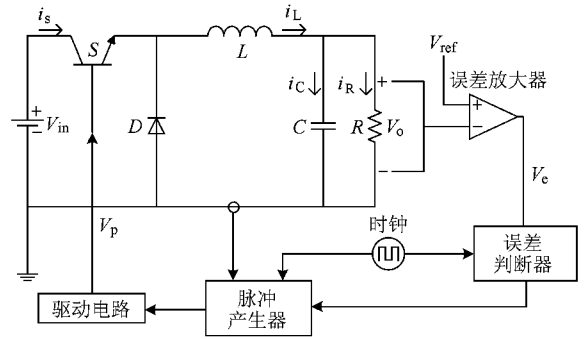 i_s
S
L
i_L
V_ref
误差放大器
i_C
i_R
+
+
−
V_in
D
C
R
V_o
+
−
−
V_e
V_p
时钟
误差
判断器
脉冲
产生器
驱动电路